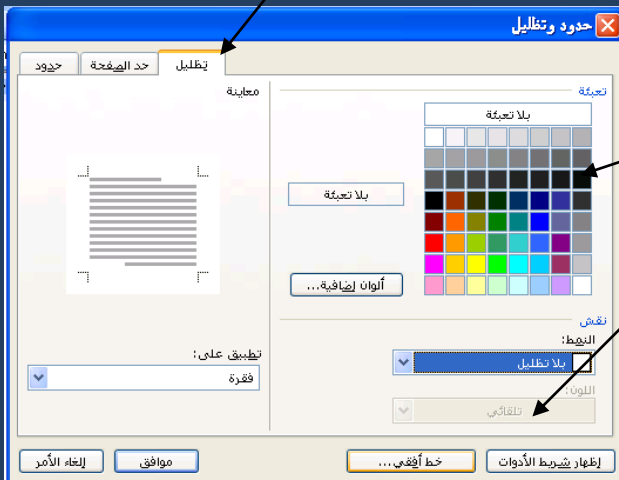 حدود وتظليل
حدود
حد الصفحة
تظليل
تعبئة
بلا تعبئة
بلا تعبئة
ألوان إضافية...
نقش
النمط:
بلا تظليل
اللون:
تلقائي
معاينة
تطبيق على:
فقرة
إظهار شريط الأدوات
خط أفقي...
موافق
إلغاء الأمر